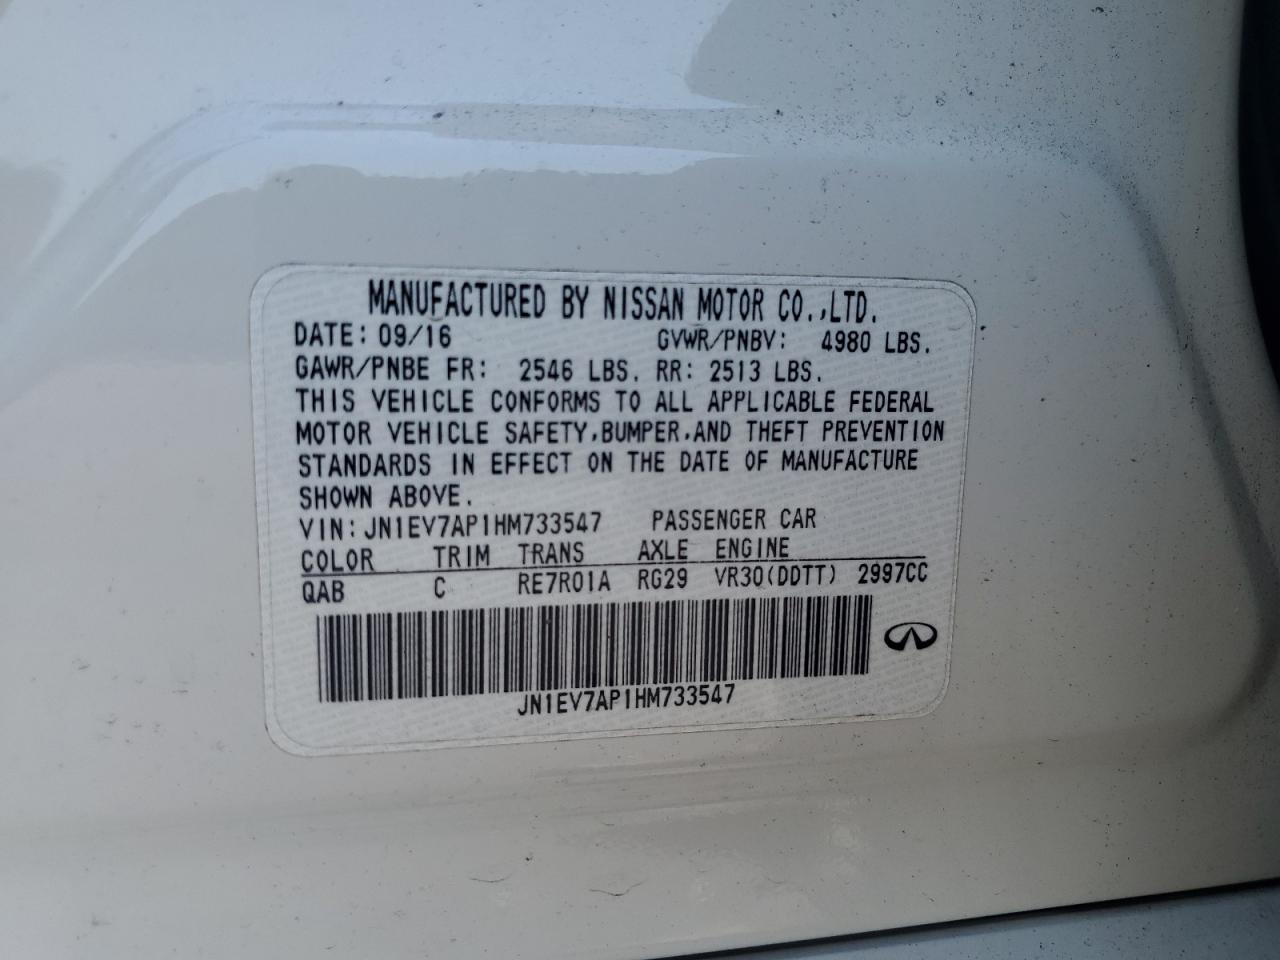 MANUFACTURED BY NISSAN MOTOR CO.,LTD.
DATE: 09/16 GVWR/PNBV: 4980 LBS.
GAWR/PNBE FR: 2546 LBS. RR: 2513 LBS.
THIS VEHICLE CONFORMS TO ALL APPLICABLE FEDERAL
MOTOR VEHICLE SAFETY,BUMPER,AND THEFT PREVENTION
STANDARDS IN EFFECT ON THE DATE OF MANUFACTURE
SHOWN ABOVE.
VIN: JN1EV7AP1HM733547 PASSENGER CAR
COLOR TRIM TRANS AXLE ENGINE
QAB C RE7R01A RG29 VR30(DDTT) 2997CC
JN1EV7AP1HM733547